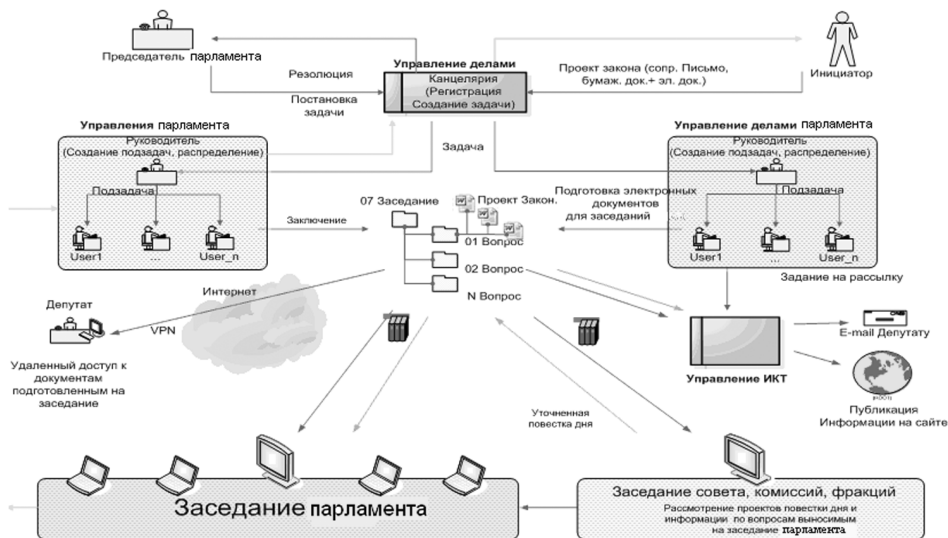 Председатель парламента
Управление делами
Канцелярия
(Регистрация
Создание задачи)
Резолюция
Постановка
задачи
Проект закона (сопр. Письмо,
бумаж. док.+ эл. док.)
Инициатор
Управления парламента
Руководитель
(Создание подзадач, распределение)
Подзадача
User1
...
User_n
Задача
Управление делами парламента
Руководитель
(Создание подзадач, распределение)
Подзадача
User1
...
User_n
Заключение
07 Заседание
Проект Закон.
01 Вопрос
02 Вопрос
N Вопрос
Подготовка электронных
документов
для заседаний
Задание на рассылку
Интернет
VPN
Депутат
Удаленный доступ к
документам
подготовленным на
заседание
Управление ИКТ
E-mail Депутату
Публикация
Информации на сайте
Уточненная
повестка дня
Заседание парламента
Заседание совета, комиссий, фракций
Рассмотрение проектов повестки дня и
информации по вопросам выносимым
на заседание парламента